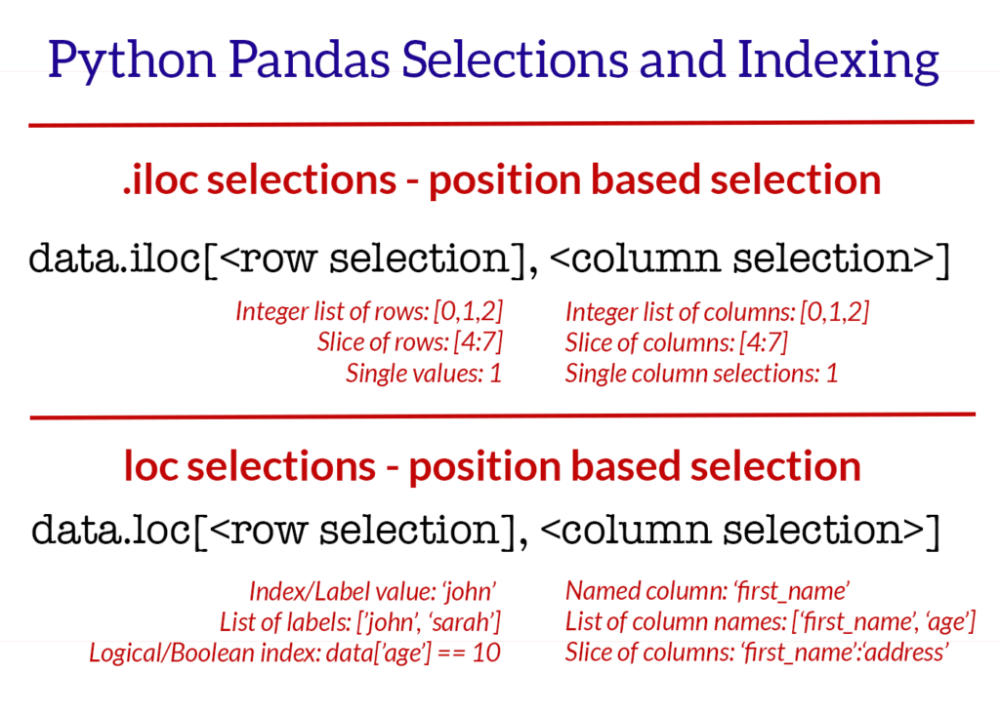 Python Pandas Selections and Indexing
.iloc selections - position based selection
data.iloc[<row selection], <column selection>]
Integer list of rows: [0,1,2]
Slice of rows: [4:7]
Single values: 1
Integer list of columns: [0,1,2]
Slice of columns: [4:7]
Single column selections: 1
loc selections - position based selection
data.loc[<row selection], <column selection>]
Index/Label value: ‘john’
List of labels: [’john’, ‘sarah’]
Logical/Boolean index: data[’age’] == 10
Named column: ‘first_name’
List of column names: [‘first_name’, ‘age’]
Slice of columns: ‘first_name’:‘address’